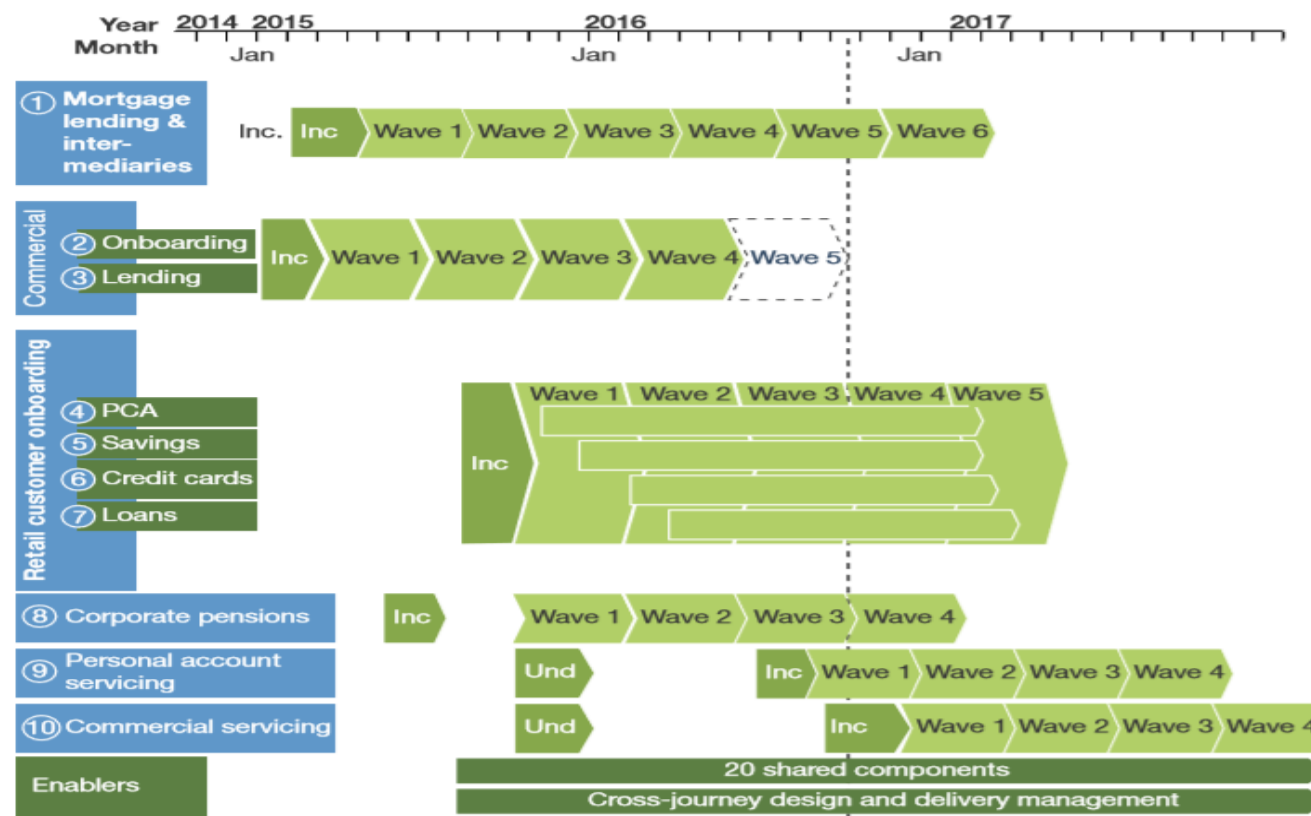 Year 2014 2015 2016 2017
Month Jan Jan Jan
1 Mortgage
lending &
inter-
mediaries
Inc. Inc Wave 1 Wave 2 Wave 3 Wave 4 Wave 5 Wave 6
Commercial
2 Onboarding
3 Lending
Inc Wave 1 Wave 2 Wave 3 Wave 4 Wave 5
Retail customer onboarding
4 PCA
5 Savings
6 Credit cards
7 Loans
Inc Wave 1 Wave 2 Wave 3 Wave 4 Wave 5
8 Corporate pensions Inc Wave 1 Wave 2 Wave 3 Wave 4
9 Personal account
servicing
Und Inc Wave 1 Wave 2 Wave 3 Wave 4
10 Commercial servicing Und Inc Wave 1 Wave 2 Wave 3 Wave 4
Enablers
20 shared components
Cross-journey design and delivery management